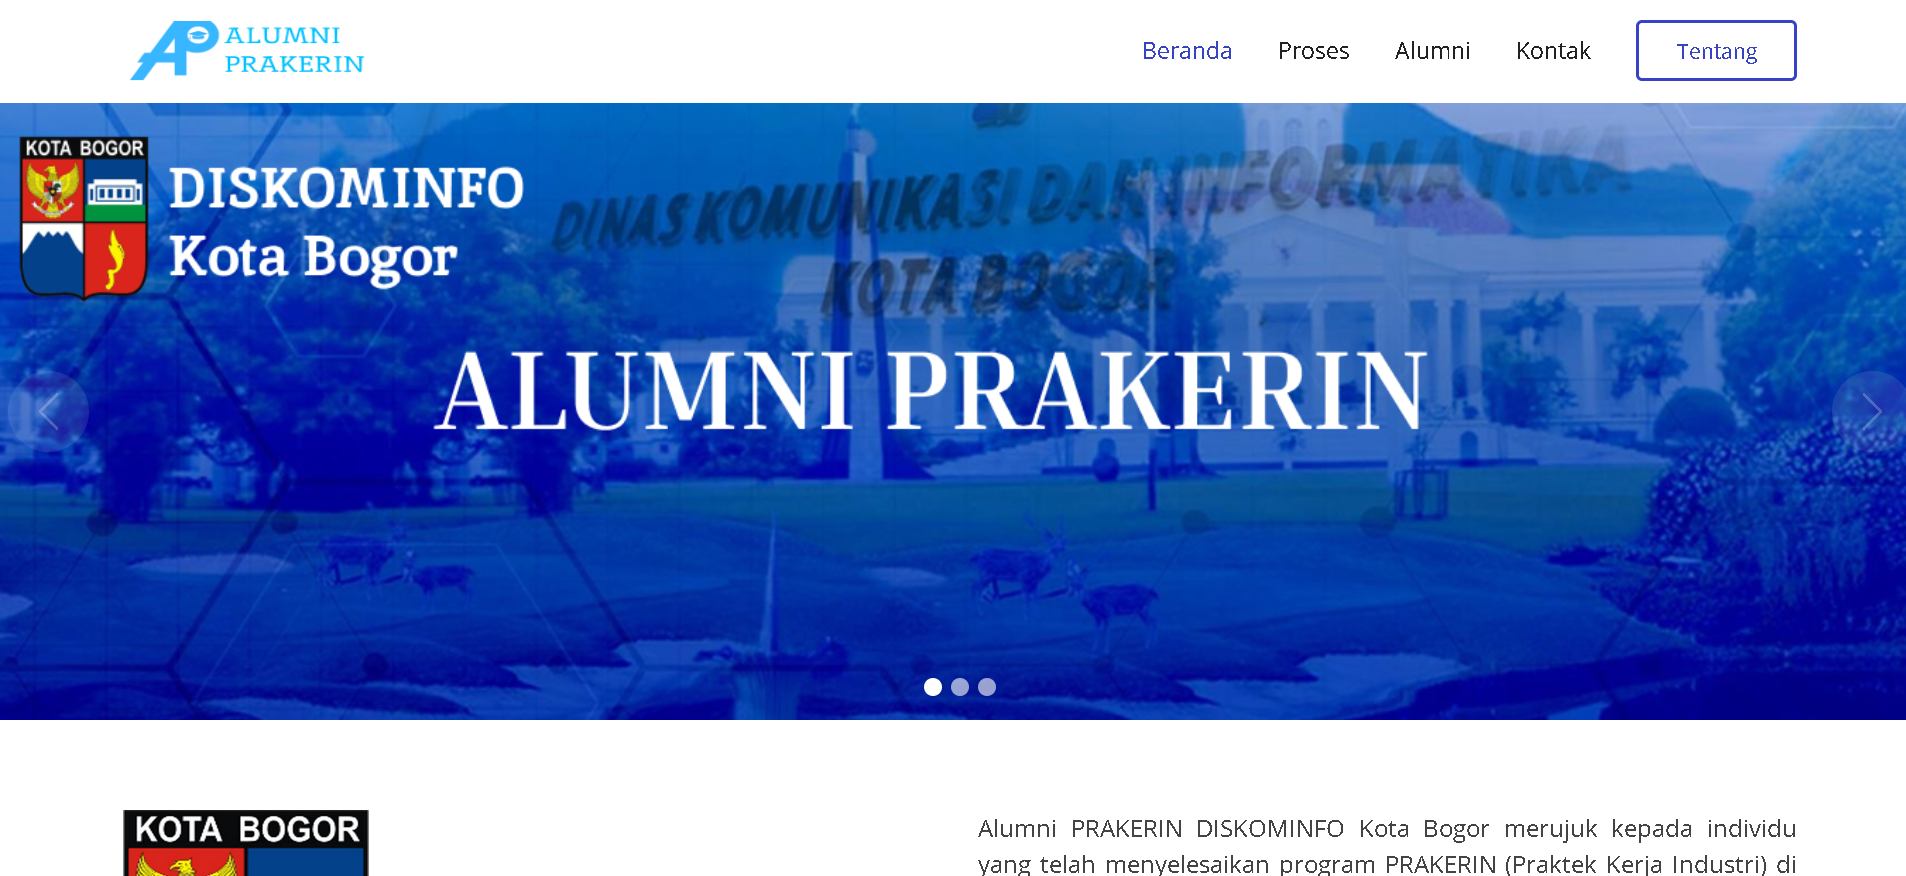 ALUMNI
PRAKERIN
Beranda
Proses
Alumni
Kontak
Tentang
KOTA BOGOR
DISKOMINFO
Kota Bogor
DINAS KOMUNIKASI DAN INFORMATIKA
KOTA BOGOR
ALUMNI PRAKERIN
KOTA BOGOR
Alumni PRAKERIN DISKOMINFO Kota Bogor merujuk kepada individu
yang telah menyelesaikan program PRAKERIN (Praktek Kerja Industri) di